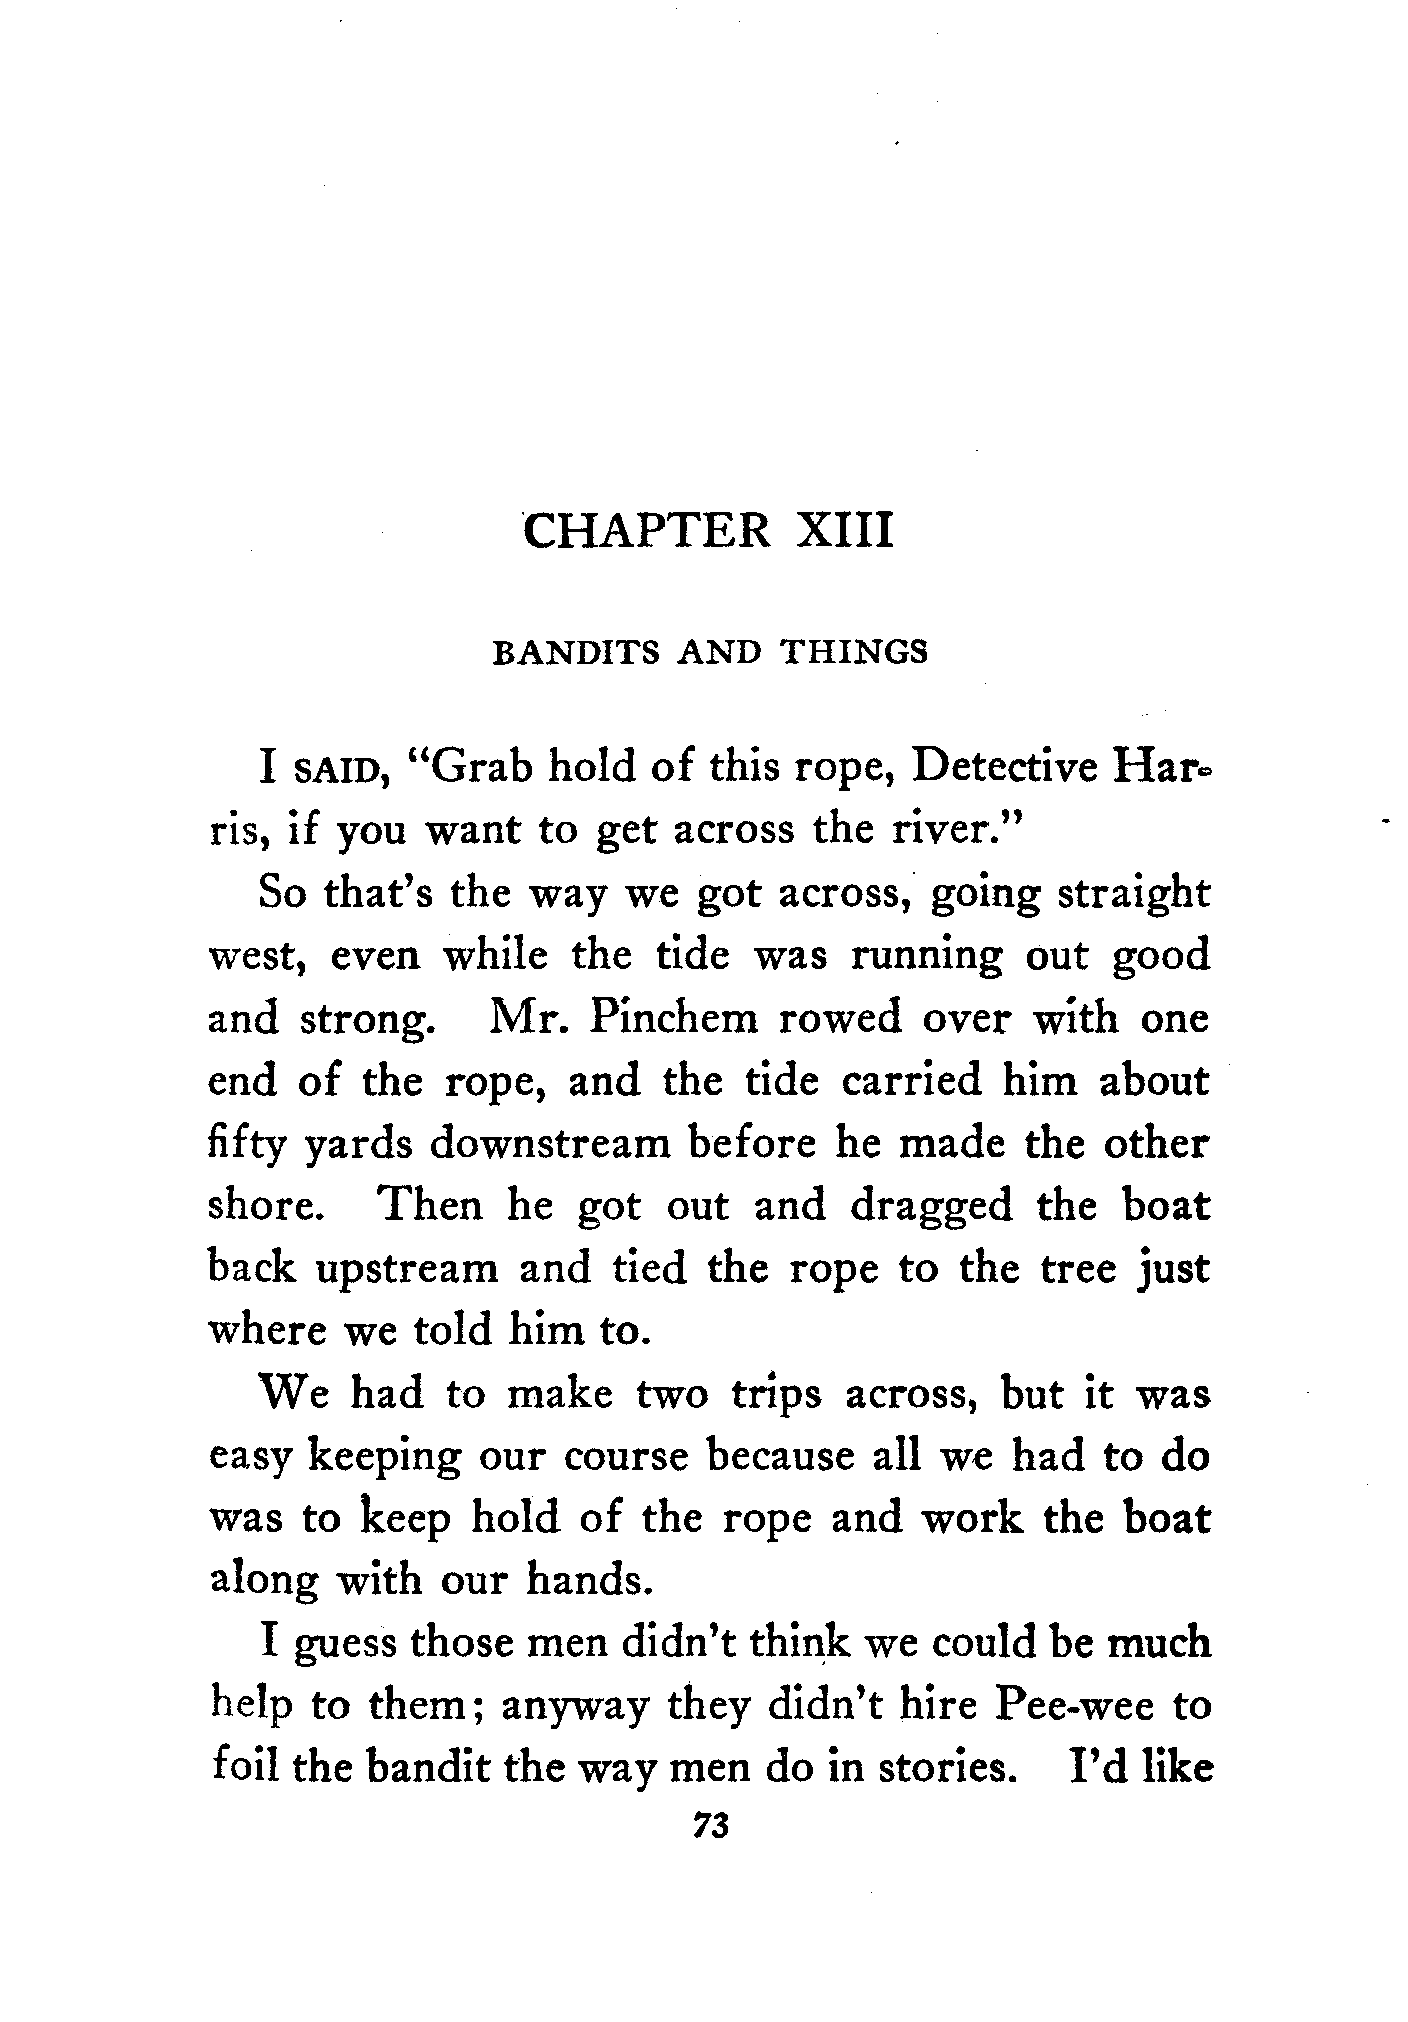 CHAPTER XIII
BANDITS AND THINGS
I SAID, “Grab hold of this rope, Detective Har-
ris, if you want to get across the river.”
So that’s the way we got across, going straight
west, even while the tide was running out good
and strong. Mr. Pinchem rowed over with one
end of the rope, and the tide carried him about
fifty yards downstream before he made the other
shore. Then he got out and dragged the boat
back upstream and tied the rope to the tree just
where we told him to.
We had to make two trips across, but it was
easy keeping our course because all we had to do
was to keep hold of the rope and work the boat
along with our hands.
I guess those men didn’t think we could be much
help to them; anyway they didn’t hire Pee-wee to
foil the bandit the way men do in stories. I’d like
73